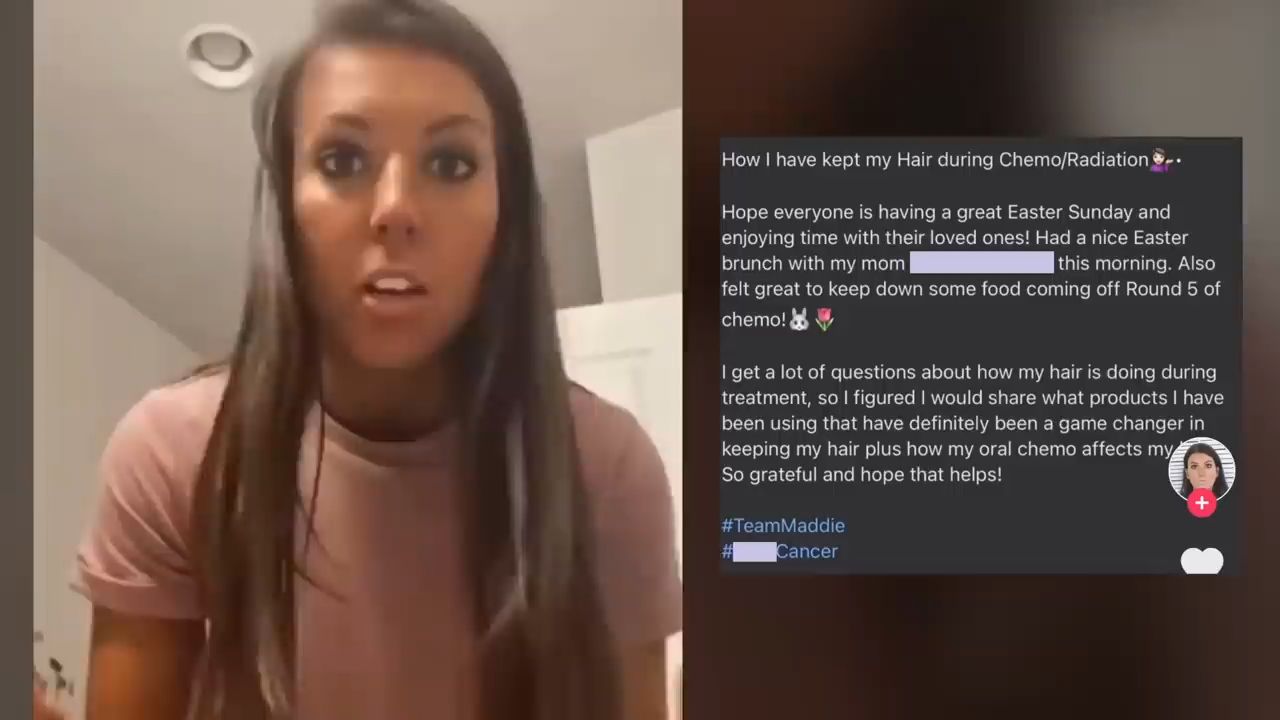 How I have kept my Hair during Chemo/Radiation💁🏻‍♀️•
Hope everyone is having a great Easter Sunday and
enjoying time with their loved ones! Had a nice Easter
brunch with my mom this morning. Also
felt great to keep down some food coming off Round 5 of
chemo!🐰🌷
I get a lot of questions about how my hair is doing during
treatment, so I figured I would share what products I have
been using that have definitely been a game changer in
keeping my hair plus how my oral chemo affects my
So grateful and hope that helps!
#TeamMaddie
# Cancer